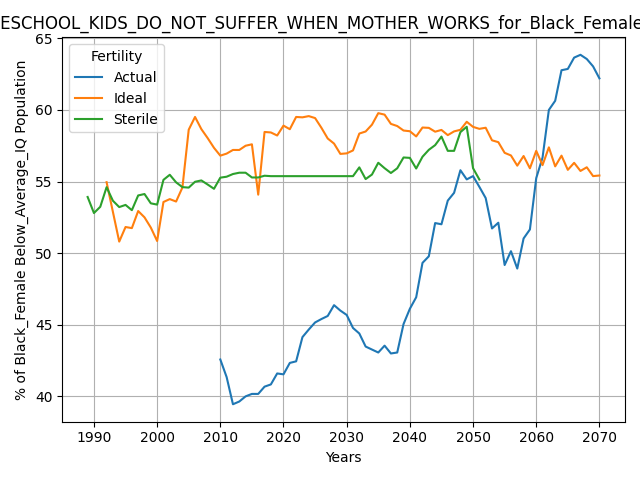 ESCHOOL_KIDS_DO_NOT_SUFFER_WHEN_MOTHER_WORKS_for_Black_Female
% of Black_Female Below_Average_IQ Population
65
60
55
50
45
40
Fertility
Actual
Ideal
Sterile
1990 2000 2010 2020 2030 2040 2050 2060 2070
Years